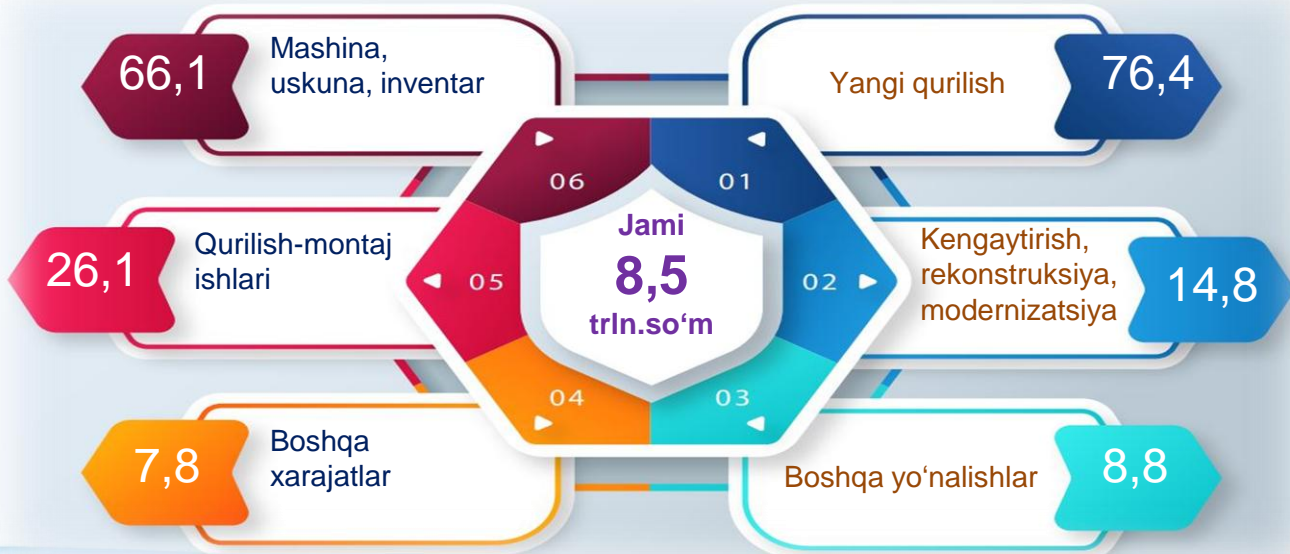 66,1
Mashina,
uskuna, inventar
Yangi qurilish
76,4
06
01
26,1
Qurilish-montaj
ishlari
05
Jami
8,5
trln.so‘m
02
Kengaytirish,
rekonstruksiya,
modernizatsiya
14,8
04
03
7,8
Boshqa
xarajatlar
Boshqa yo‘nalishlar
8,8